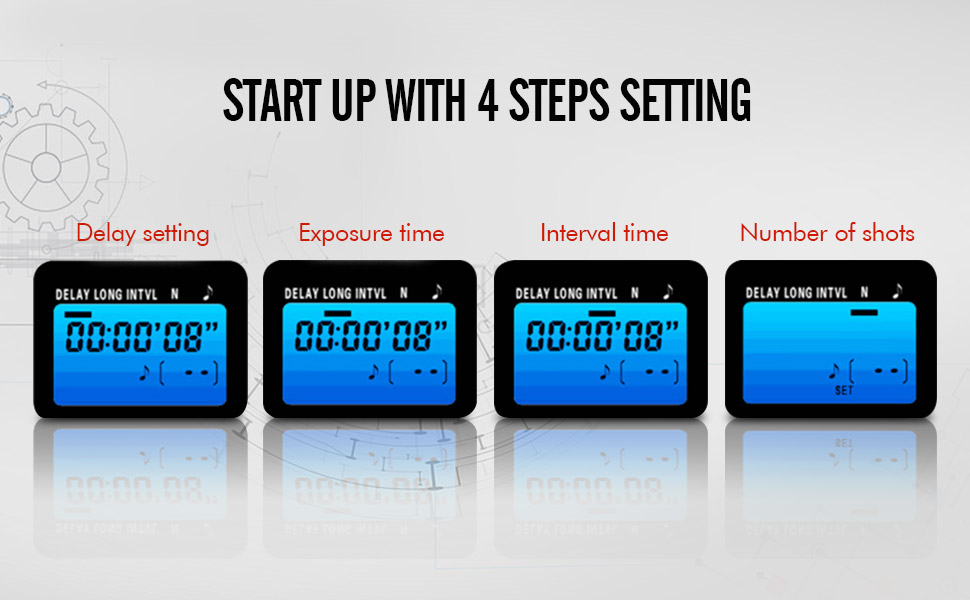 START UP WITH 4 STEPS SETTING
Delay setting
Exposure time
Interval time
Number of shots
DELAY LONG INTVL N ♪
00:00'08"
♪ [ --]
DELAY LONG INTVL N ♪
00:00'08"
♪ [ --]
DELAY LONG INTVL N ♪
00:00'08"
♪ [ --]
DELAY LONG INTVL N ♪
♪ [ --]
SET